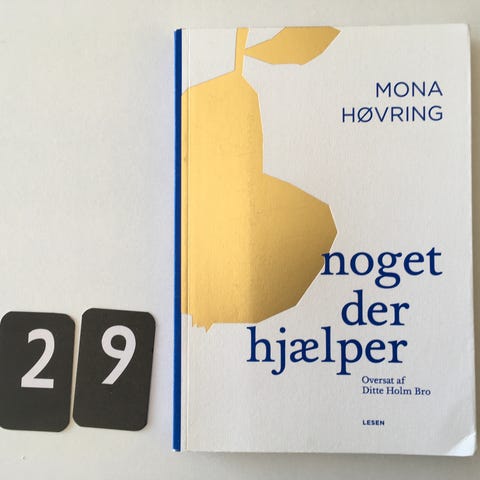 MONA
HØVRING
noget
der
hjælper
Oversat af
Ditte Holm Bro
LESEN
29